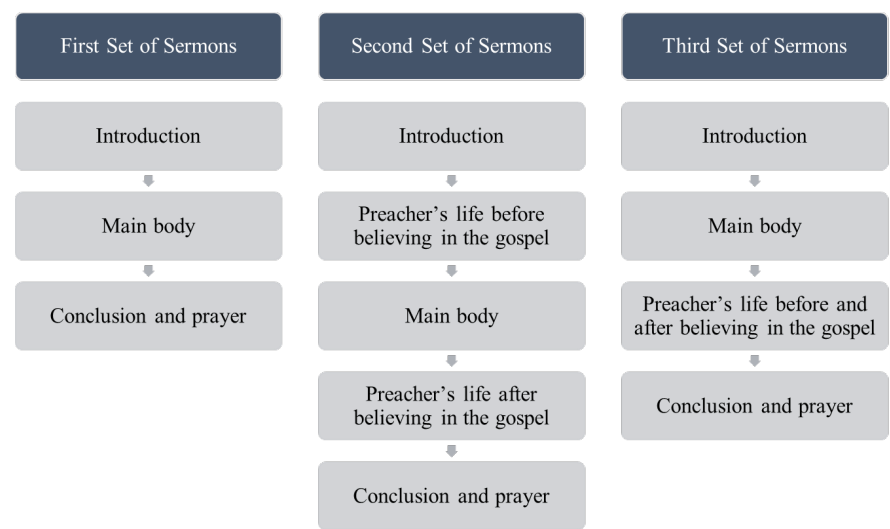 First Set of Sermons
Introduction
Main body
Conclusion and prayer
Second Set of Sermons
Introduction
Preacher’s life before
believing in the gospel
Main body
Preacher’s life after
believing in the gospel
Conclusion and prayer
Third Set of Sermons
Introduction
Main body
Preacher’s life before and
after believing in the gospel
Conclusion and prayer